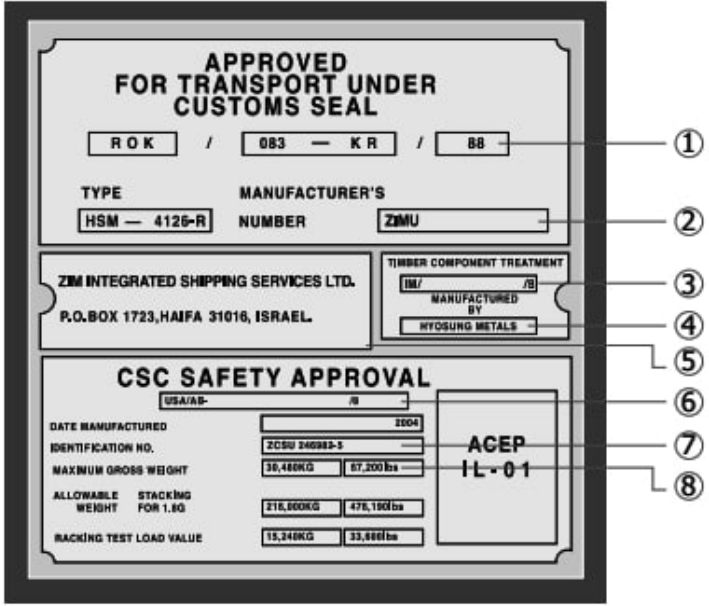 APPROVED
FOR TRANSPORT UNDER
CUSTOMS SEAL
ROK / 083 — KR / 88
①
TYPE MANUFACTURER'S
HSM — 4126-R NUMBER ZIMU
②
ZIM INTEGRATED SHIPPING SERVICES LTD.
P.O.BOX 1723,HAIFA 31016, ISRAEL.
TIMBER COMPONENT TREATMENT
IM/ /B
③
MANUFACTURED
BY
HYOSUNG METALS
④
⑤
CSC SAFETY APPROVAL
USA/AB- /B
⑥
DATE MANUFACTURED 2004
IDENTIFICATION NO. ZCSU 246983-5
⑦
MAXIMUM GROSS WEIGHT 30,480KG 67,200lbs
⑧
ALLOWABLE STACKING
WEIGHT FOR 1.8G 216,000KG 476,190lbs
RACKING TEST LOAD VALUE 15,240KG 33,600lbs
ACEP
IL-01